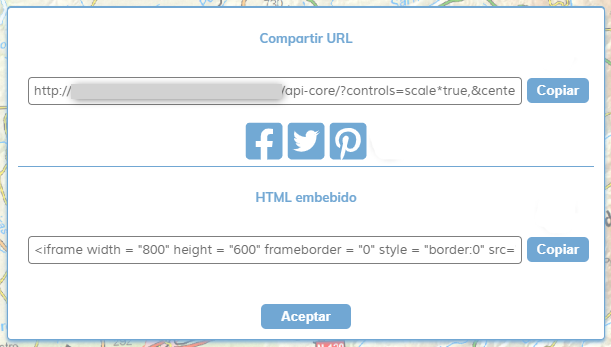 Compartir URL
http:// /api-core/?controls=scale*true,&cente
Copiar
HTML embebido
<iframe width = "800" height = "600" frameborder = "0" style = "border:0" src=
Copiar
Aceptar